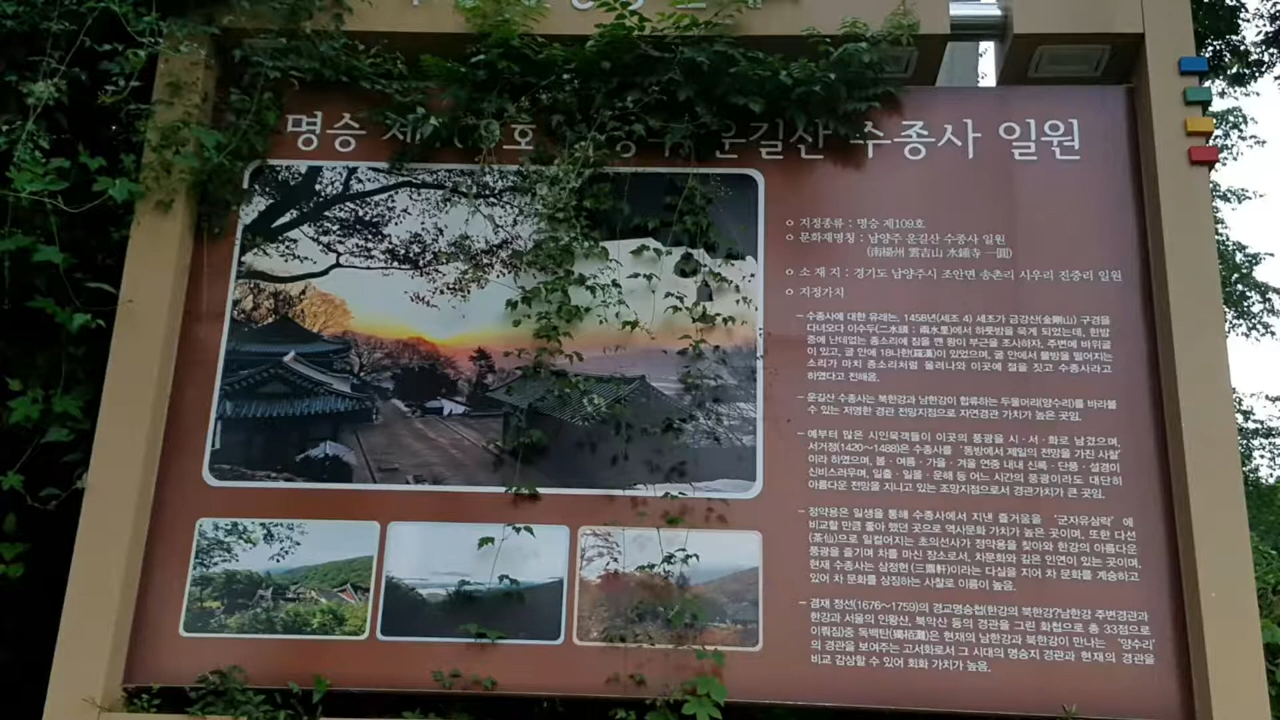 명승 제 09호 운길산 수종사 일원
ㅇ 지정종류 : 명승 제109호
ㅇ 문화재명칭 : 남양주 운길산 수종사 일원
(南楊州 雲吉山 水鐘寺 一圓)
ㅇ 소 재 지 : 경기도 남양주시 조안면 송촌리 시우리 진중리 일원
ㅇ 지정가치
– 수종사에 대한 유래는, 1458년(세조 4) 세조가 금강산(金剛山) 구경을
다녀오다 이수두(二水頭 : 兩水里)에서 하룻밤을 묵게 되었는데, 한밤
중에 난데없는 종소리에 잠을 깬 왕이 부근을 조사하자, 주변에 바위굴
이 있고, 굴 안에 18나한(羅漢)이 있었으며, 굴 안에서 물방울 떨어지는
소리가 마치 종소리처럼 울려나와 이곳에 절을 짓고 수종사라고
하였다고 전해옴.
– 운길산 수종사는 북한강과 남한강이 합류하는 두물머리(양수리)를 바라볼
수 있는 저명한 경관 전망지점으로 자연경관 가치가 높은 곳임.
– 예부터 많은 시인묵객들이 이곳의 풍광을 시·서·화로 남겼으며,
서거정(1420~1488)은 수종사를 '동방에서 제일의 전망을 가진 사찰'
이라 하였으며, 봄·여름·가을·겨울 연중 내내 신록·단풍·설경이
신비스러우며, 일출·일몰·운해 등 어느 시간의 풍광이라도 대단히
아름다운 전망을 지니고 있는 조망지점으로서 경관가치가 큰 곳임.
– 정약용은 일생을 통해 수종사에서 지낸 즐거움을 '군자유삼락'에
비교할 만큼 좋아 했던 곳으로 역사문화 가치가 높은 곳이며, 또한 다선
(茶仙)으로 일컬어지는 초의선사가 정약용을 찾아와 한강의 아름다운
풍광을 즐기며 차를 마신 장소로서, 차문화와 깊은 인연이 있는 곳이며,
현재 수종사는 삼정헌(三鼎軒)이라는 다실을 지어 차 문화를 계승하고
있어 차 문화를 상징하는 사찰로 이름이 높음.
– 겸재 정선(1676~1759)의 경교명승첩(한강의 북한강?남한강 주변경관과
한강과 서울의 인왕산, 북악산 등의 경관을 그린 화첩으로 총 33점으로
이뤄짐)중 독백탄(獨栢灘)은 현재의 남한강과 북한강이 만나는 '양수리'
의 경관을 보여주는 고서화로서 그 시대의 명승지 경관과 현재의 경관을
비교 감상할 수 있어 회화 가치가 높음.